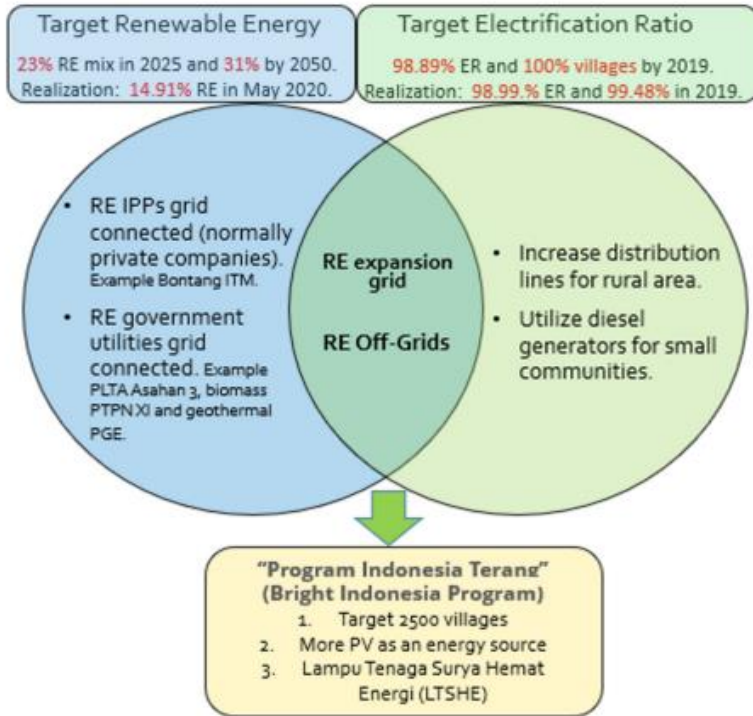 Target Renewable Energy
23% RE mix in 2025 and 31% by 2050.
Realization: 14.91% RE in May 2020.
Target Electrification Ratio
98.89% ER and 100% villages by 2019.
Realization: 98.99.% ER and 99.48% in 2019.
• RE IPPs grid
connected (normally
private companies).
Example Bontang ITM.
• RE government
utilities grid
connected. Example
PLTA Asahan 3, biomass
PTPN XI and geothermal
PGE.
RE expansion
grid
RE Off-Grids
• Increase distribution
lines for rural area.
• Utilize diesel
generators for small
communities.
"Program Indonesia Terang"
(Bright Indonesia Program)
1. Target 2500 villages
2. More PV as an energy source
3. Lampu Tenaga Surya Hemat
Energi (LTSHE)